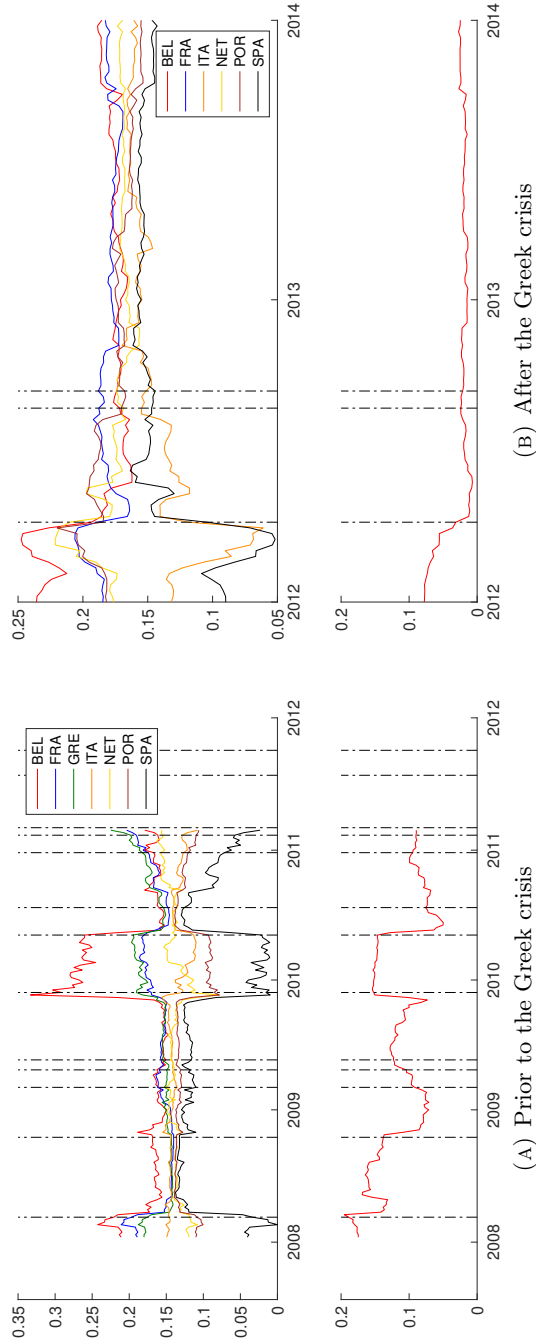 0.35
0.3
0.25
0.2
0.15
0.1
0.05
0
BEL
FRA
GRE
ITA
NET
POR
SPA
2008
2009
2010
2011
2012
0.2
0.1
0
2008
2009
2010
2011
2012
(A) Prior to the Greek crisis
0.25
0.2
0.15
0.1
0.05
BEL
FRA
ITA
NET
POR
SPA
2012
2013
2014
0.2
0.1
0
2012
2013
2014
(B) After the Greek crisis